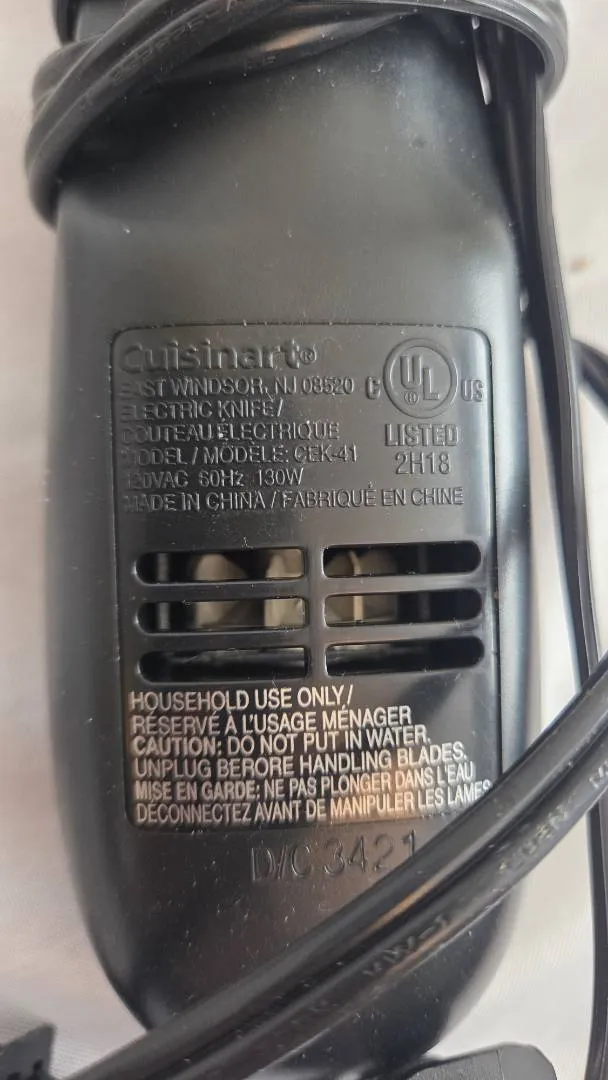 Cuisinart®
EAST WINDSOR, NJ 08520
ELECTRIC KNIFE/
COUTEAU ÉLECTRIQUE
MODEL / MODÈLE: CEK-41
120VAC 60Hz 130W
MADE IN CHINA / FABRIQUÉ EN CHINE
C UL ® US
LISTED
2H18
HOUSEHOLD USE ONLY/
RÉSERVÉ À L'USAGE MÉNAGER
CAUTION: DO NOT PUT IN WATER.
UNPLUG BERORE HANDLING BLADES.
MISE EN GARDE: NE PAS PLONGER DANS L'EAU
DÉCONNECTEZ AVANT DE MANIPULER LES LAMES
D/C 3421